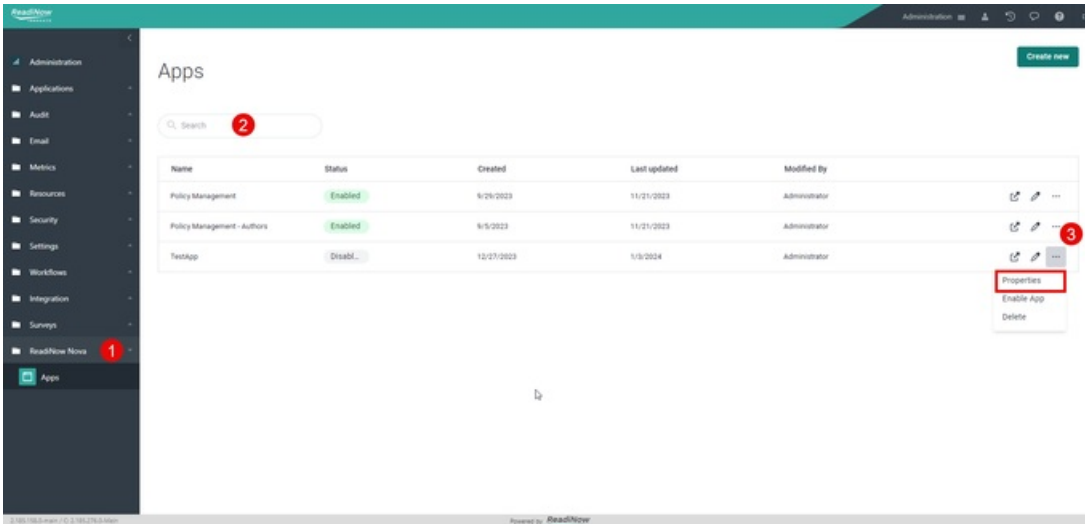 ReadiNow
Administration
Administration
Applications
Audit
Email
Metrics
Resources
Security
Settings
Workflows
Integration
Surveys
ReadiNow Nova 1
Apps
Apps
Create new
Search 2
Name Status Created Last updated Modified By
Policy Management Enabled 9/29/2023 11/21/2023 Administrator
Policy Management - Authors Enabled 9/5/2023 11/21/2023 Administrator
3
TestApp Disabl... 12/27/2023 1/3/2024 Administrator
Properties
Enable App
Delete
Powered by ReadiNow